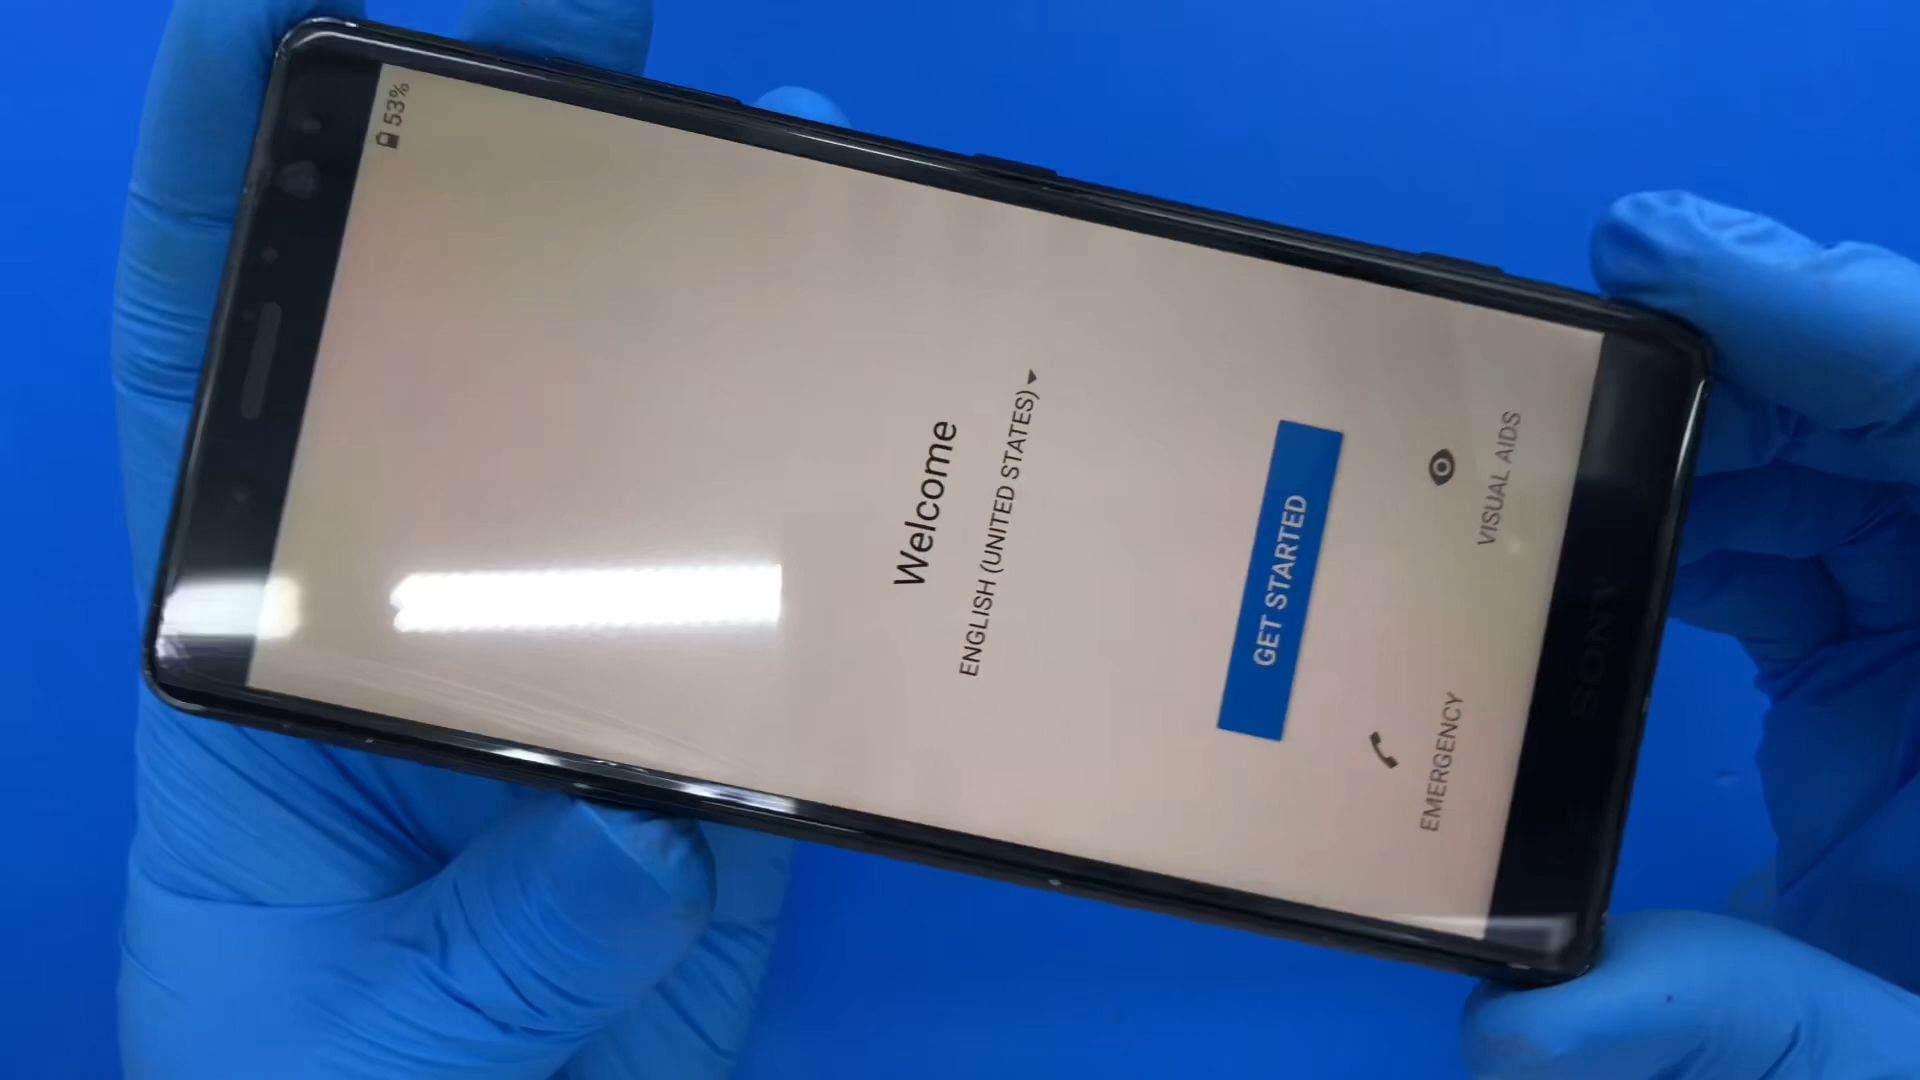 53%
Welcome
ENGLISH (UNITED STATES)
GET STARTED
VISUAL AIDS
EMERGENCY
SONY